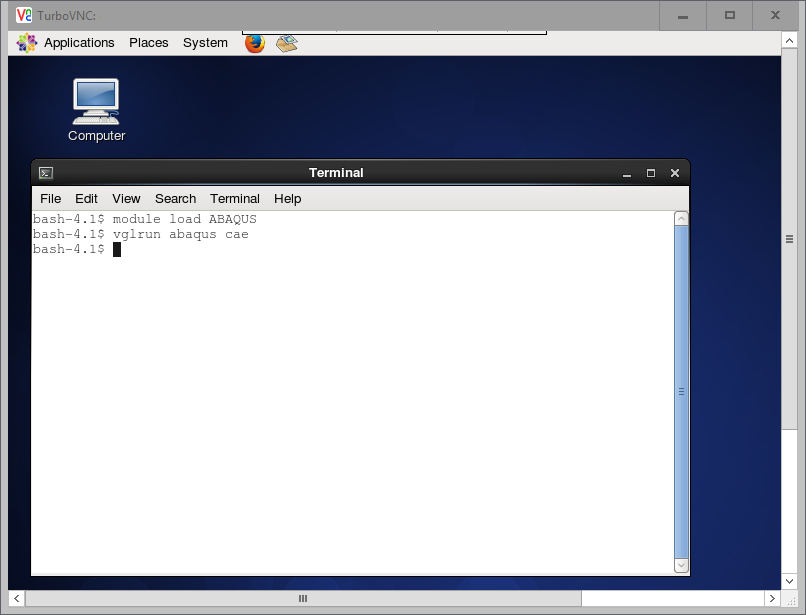 TurboVNC:
Applications Places System
Computer
Terminal
File Edit View Search Terminal Help
bash-4.1$ module load ABAQUS
bash-4.1$ vglrun abaqus cae
bash-4.1$